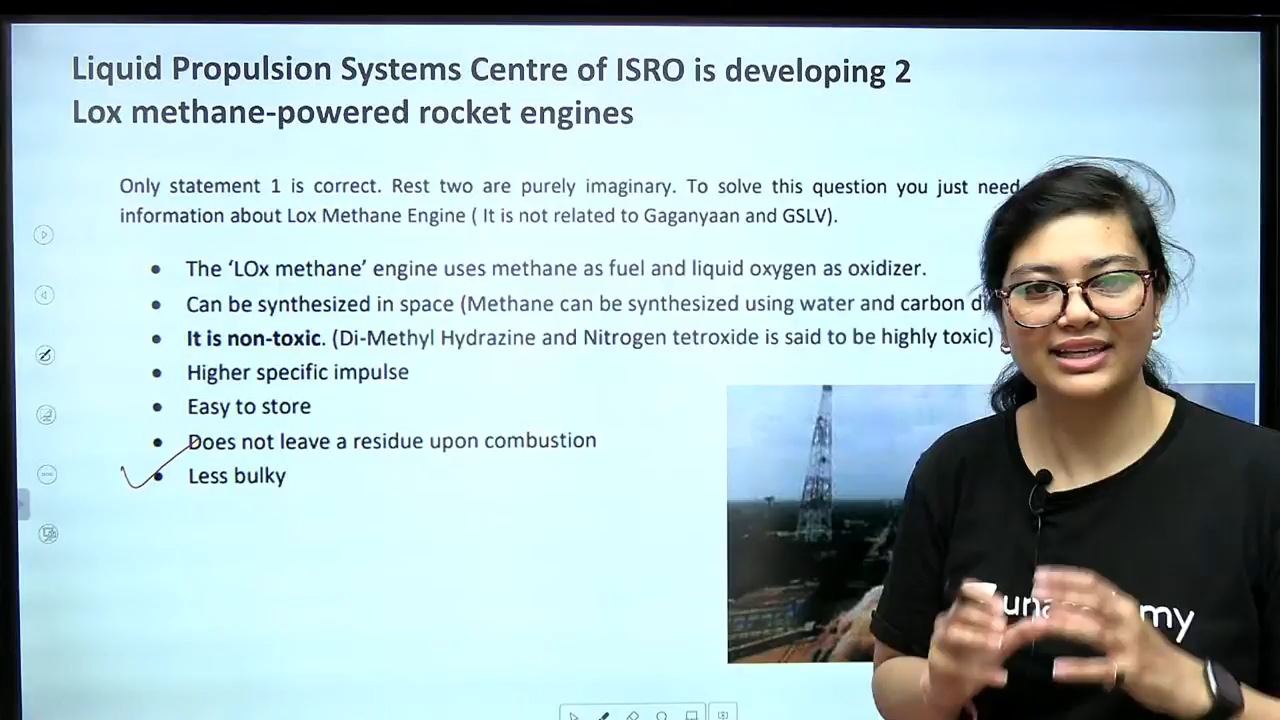 Liquid Propulsion Systems Centre of ISRO is developing 2
Lox methane-powered rocket engines
Only statement 1 is correct. Rest two are purely imaginary. To solve this question you just need
information about Lox Methane Engine ( It is not related to Gaganyaan and GSLV).
• The ‘LOx methane’ engine uses methane as fuel and liquid oxygen as oxidizer.
• Can be synthesized in space (Methane can be synthesized using water and carbon d
• It is non-toxic. (Di-Methyl Hydrazine and Nitrogen tetroxide is said to be highly toxic)
• Higher specific impulse
• Easy to store
• Does not leave a residue upon combustion
• Less bulky
una my